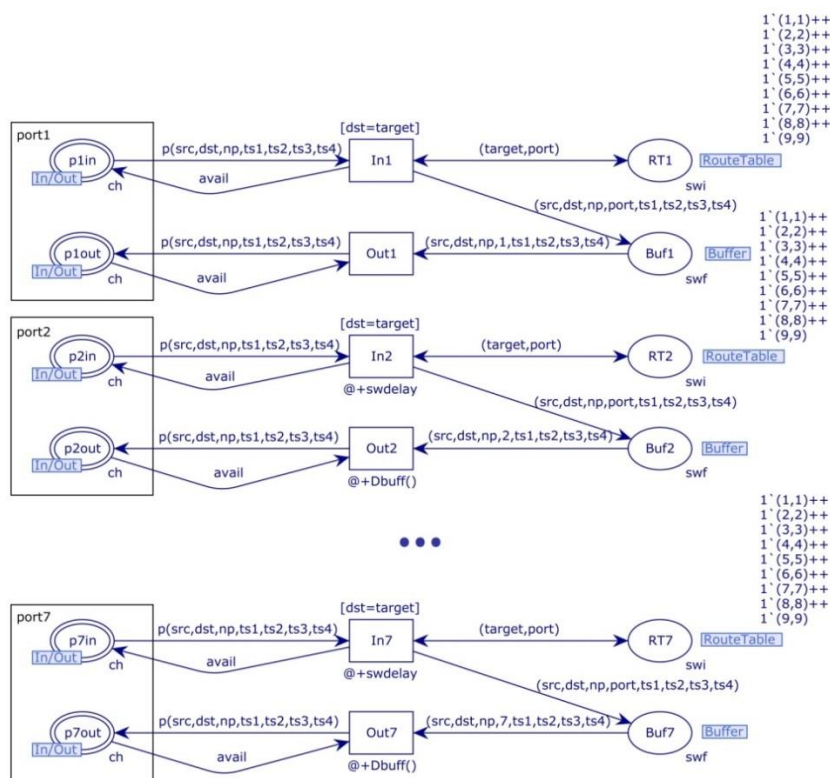 1`(1,1)++
1`(2,2)++
1`(3,3)++
1`(4,4)++
1`(5,5)++
1`(6,6)++
1`(7,7)++
1`(8,8)++
1`(9,9)
port1
[dst=target]
p1in
p(src,dst,np,ts1,ts2,ts3,ts4)
In1
(target,port)
RT1
RouteTable
In/Out
ch
avail
swi
(src,dst,np,port,ts1,ts2,ts3,ts4)
p1out
p(src,dst,np,ts1,ts2,ts3,ts4)
Out1
(src,dst,np,1,ts1,ts2,ts3,ts4)
Buf1
Buffer
In/Out
ch
avail
swf
1`(1,1)++
1`(2,2)++
1`(3,3)++
1`(4,4)++
1`(5,5)++
1`(6,6)++
1`(7,7)++
1`(8,8)++
1`(9,9)
port2
[dst=target]
p2in
p(src,dst,np,ts1,ts2,ts3,ts4)
In2
(target,port)
RT2
RouteTable
In/Out
ch
avail
@+swdelay
swi
(src,dst,np,port,ts1,ts2,ts3,ts4)
p2out
p(src,dst,np,ts1,ts2,ts3,ts4)
Out2
(src,dst,np,2,ts1,ts2,ts3,ts4)
Buf2
Buffer
In/Out
ch
avail
@+Dbuff()
swf
1`(1,1)++
1`(2,2)++
1`(3,3)++
1`(4,4)++
1`(5,5)++
1`(6,6)++
1`(7,7)++
1`(8,8)++
1`(9,9)
port7
[dst=target]
p7in
p(src,dst,np,ts1,ts2,ts3,ts4)
In7
(target,port)
RT7
RouteTable
In/Out
ch
avail
@+swdelay
swi
(src,dst,np,port,ts1,ts2,ts3,ts4)
p7out
p(src,dst,np,ts1,ts2,ts3,ts4)
Out7
(src,dst,np,7,ts1,ts2,ts3,ts4)
Buf7
Buffer
In/Out
ch
avail
@+Dbuff()
swf